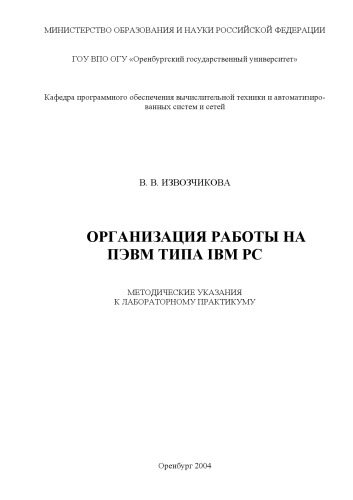 МИНИСТЕРСТВО ОБРАЗОВАНИЯ И НАУКИ РОССИЙСКОЙ ФЕДЕРАЦИИ
ГОУ ВПО ОГУ «Оренбургский государственный университет»
Кафедра программного обеспечения вычислительной техники и автоматизиро-
ванных систем и сетей
В. В. ИЗВОЗЧИКОВА
ОРГАНИЗАЦИЯ РАБОТЫ НА
ПЭВМ ТИПА IBM PC
МЕТОДИЧЕСКИЕ УКАЗАНИЯ
К ЛАБОРАТОРНОМУ ПРАКТИКУМУ
Оренбург 2004